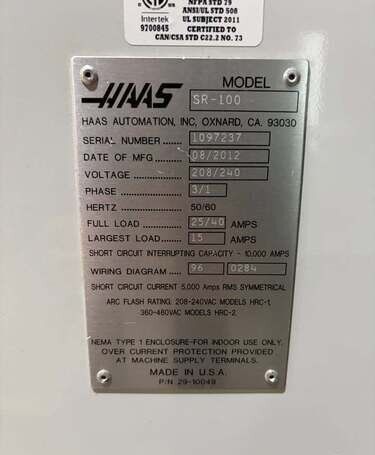 NFPA STD 79
ANSI/UL STD 508
UL SUBJECT 2011
Intertek
9700845
CERTIFIED TO
CAN/CSA STD C22.2 NO. 73
HAAS
MODEL
SR-100
HAAS AUTOMATION, INC, OXNARD, CA. 93030
SERIAL NUMBER ........ 1097237
DATE OF MFG .......... 08/2012
VOLTAGE ................. 208/240
PHASE ..................... 3/1
HERTZ ..................... 50/60
FULL LOAD ............. 25/40 AMPS
LARGEST LOAD....... 15 AMPS
SHORT CIRCUIT INTERRUPTING CAPACITY - 10,000 AMPS
WIRING DIAGRAM ..... 96 0284
SHORT CIRCUIT CURRENT 5,000 Amps RMS SYMMETRICAL
ARC FLASH RATING: 208-240VAC MODELS HRC-1,
360-480VAC MODELS HRC-2.
NEMA TYPE 1 ENCLOSURE-FOR INDOOR USE ONLY.
OVER CURRENT PROTECTION PROVIDED
AT MACHINE SUPPLY TERMINALS.
MADE IN U.S.A.
P/N 29-10049